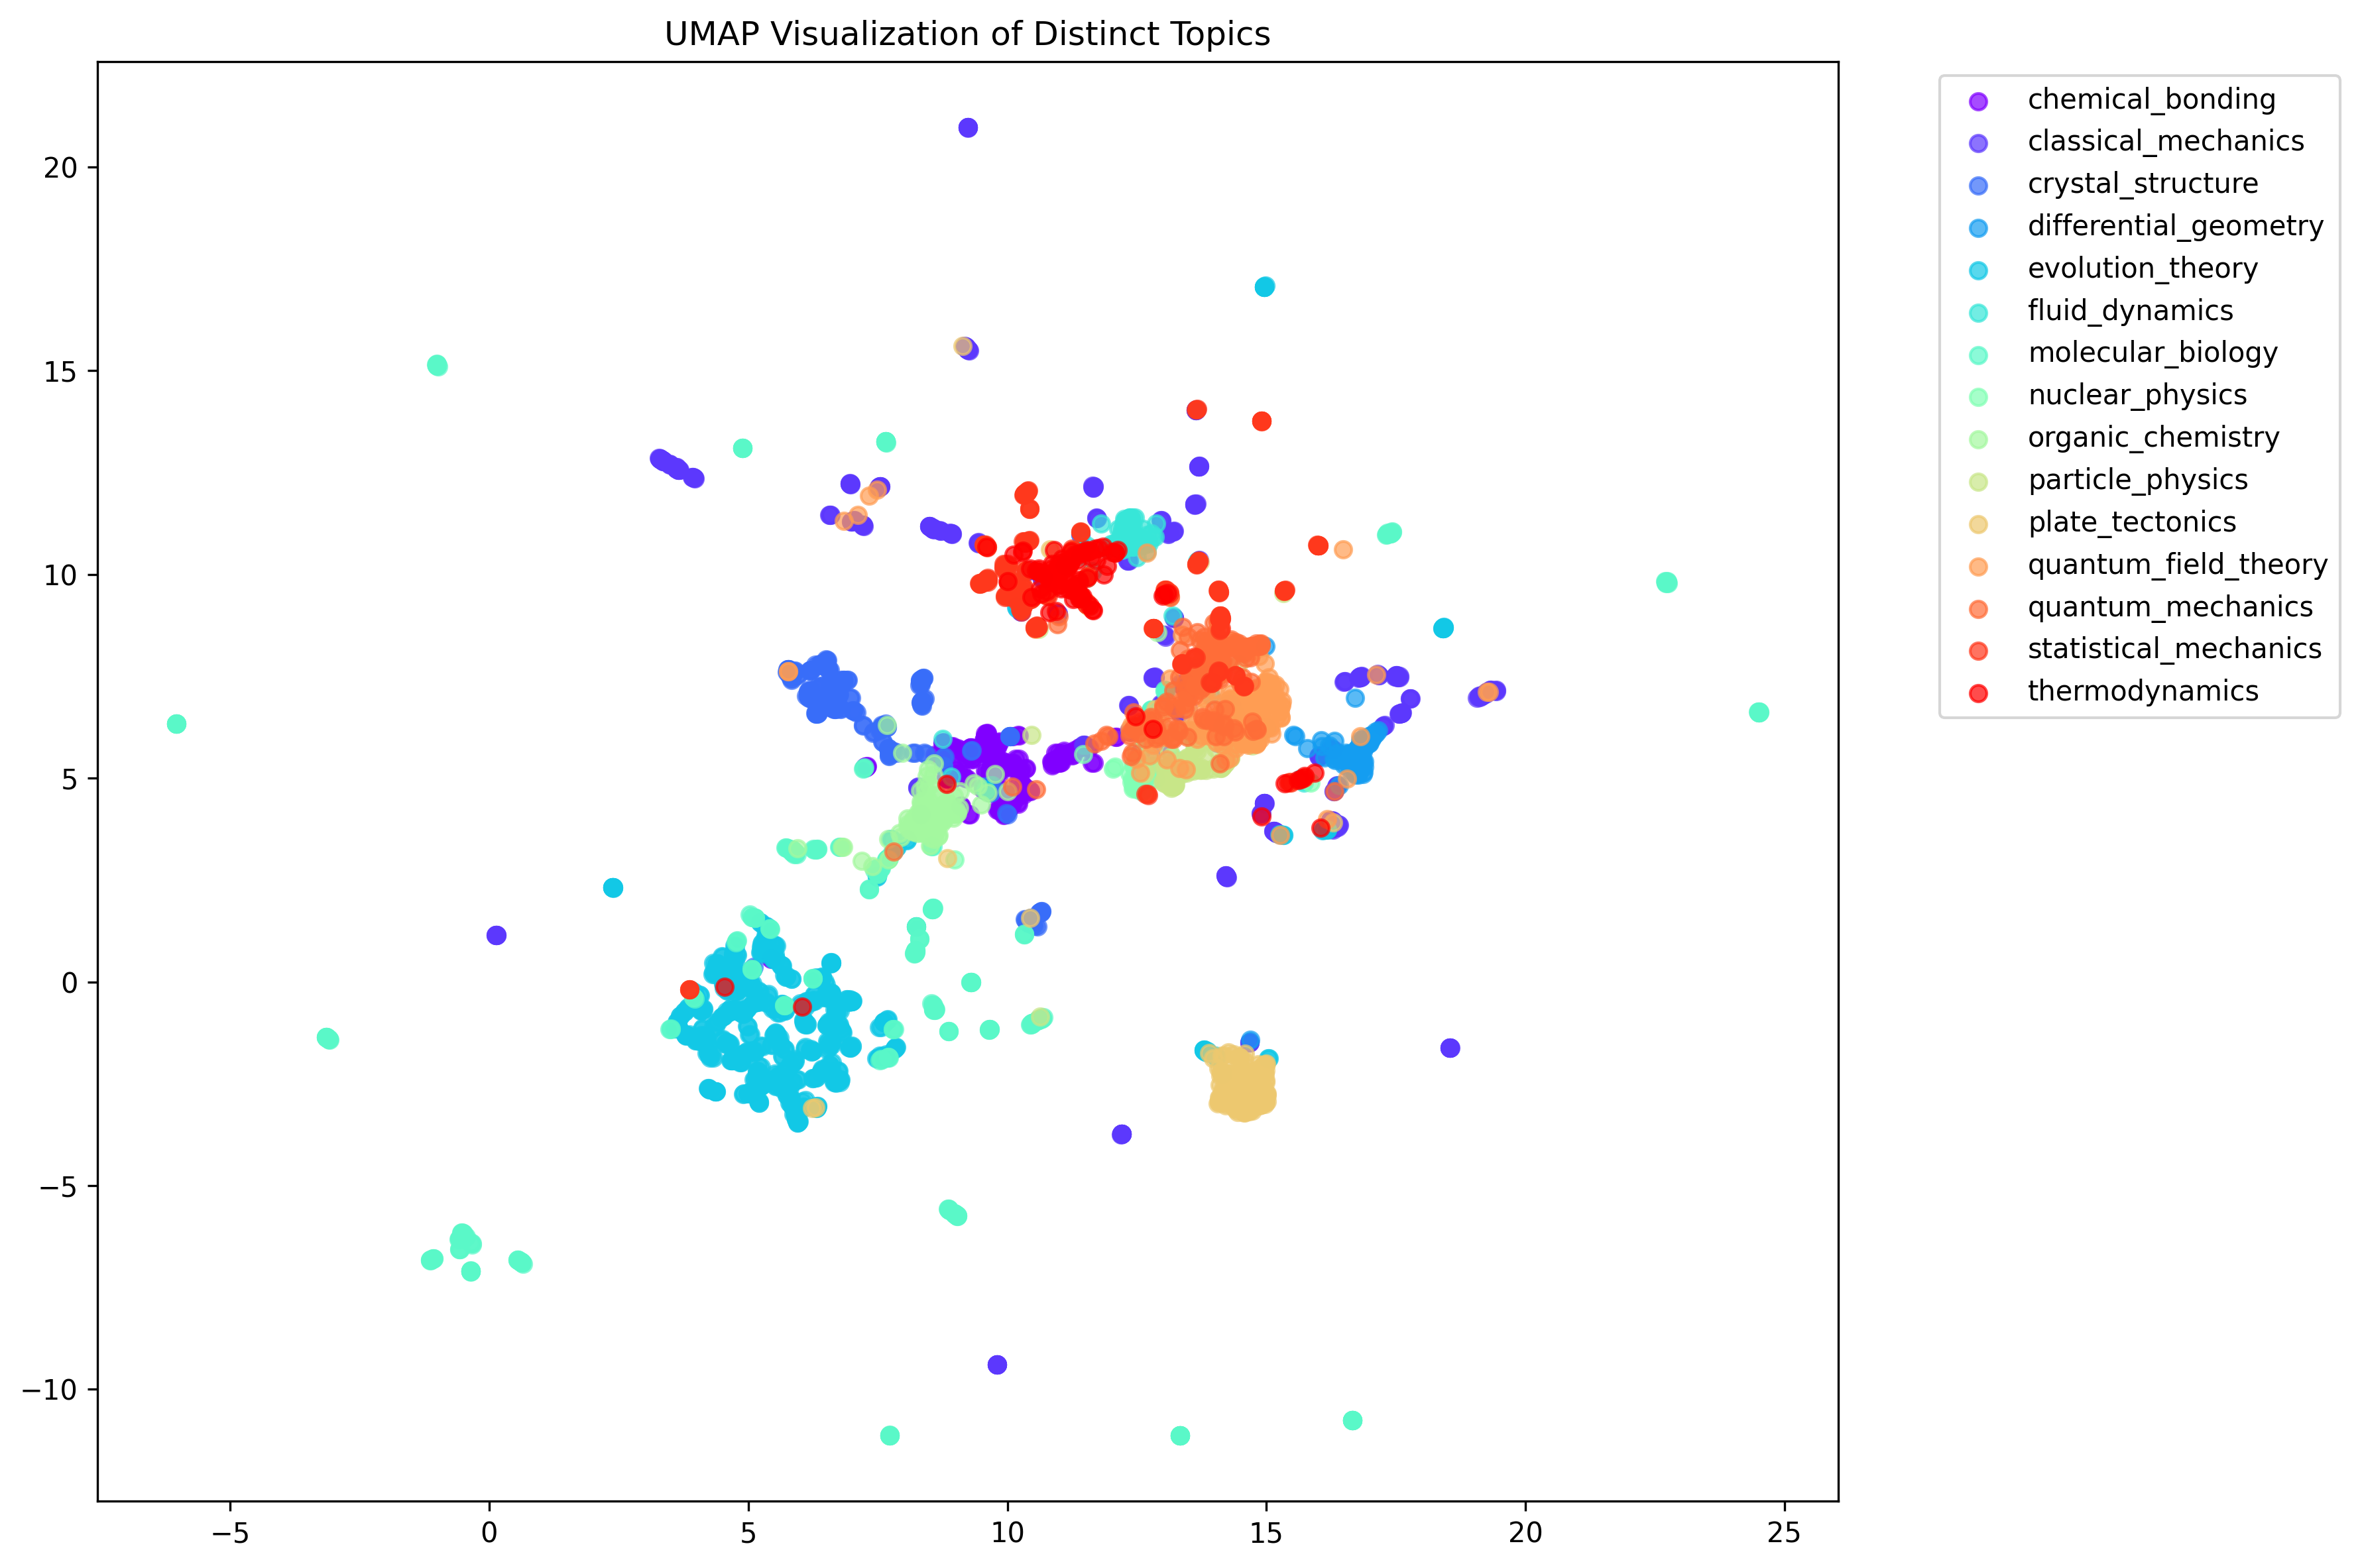 UMAP Visualization of Distinct Topics
20
15
10
5
0
−5
−10
−5
0
5
10
15
20
25
chemical_bonding
classical_mechanics
crystal_structure
differential_geometry
evolution_theory
fluid_dynamics
molecular_biology
nuclear_physics
organic_chemistry
particle_physics
plate_tectonics
quantum_field_theory
quantum_mechanics
statistical_mechanics
thermodynamics